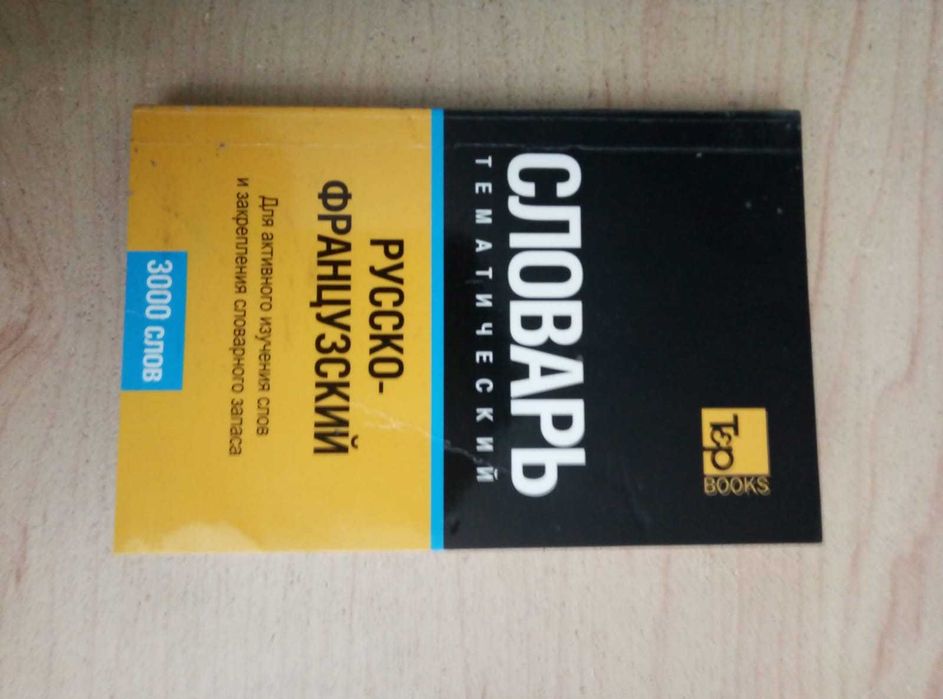 T&p
BOOKS
СЛОВАРЬ
ТЕМАТИЧЕСКИЙ
РУССКО-
ФРАНЦУЗСКИЙ
Для активного изучения слов
и закрепления словарного запаса
3000 слов